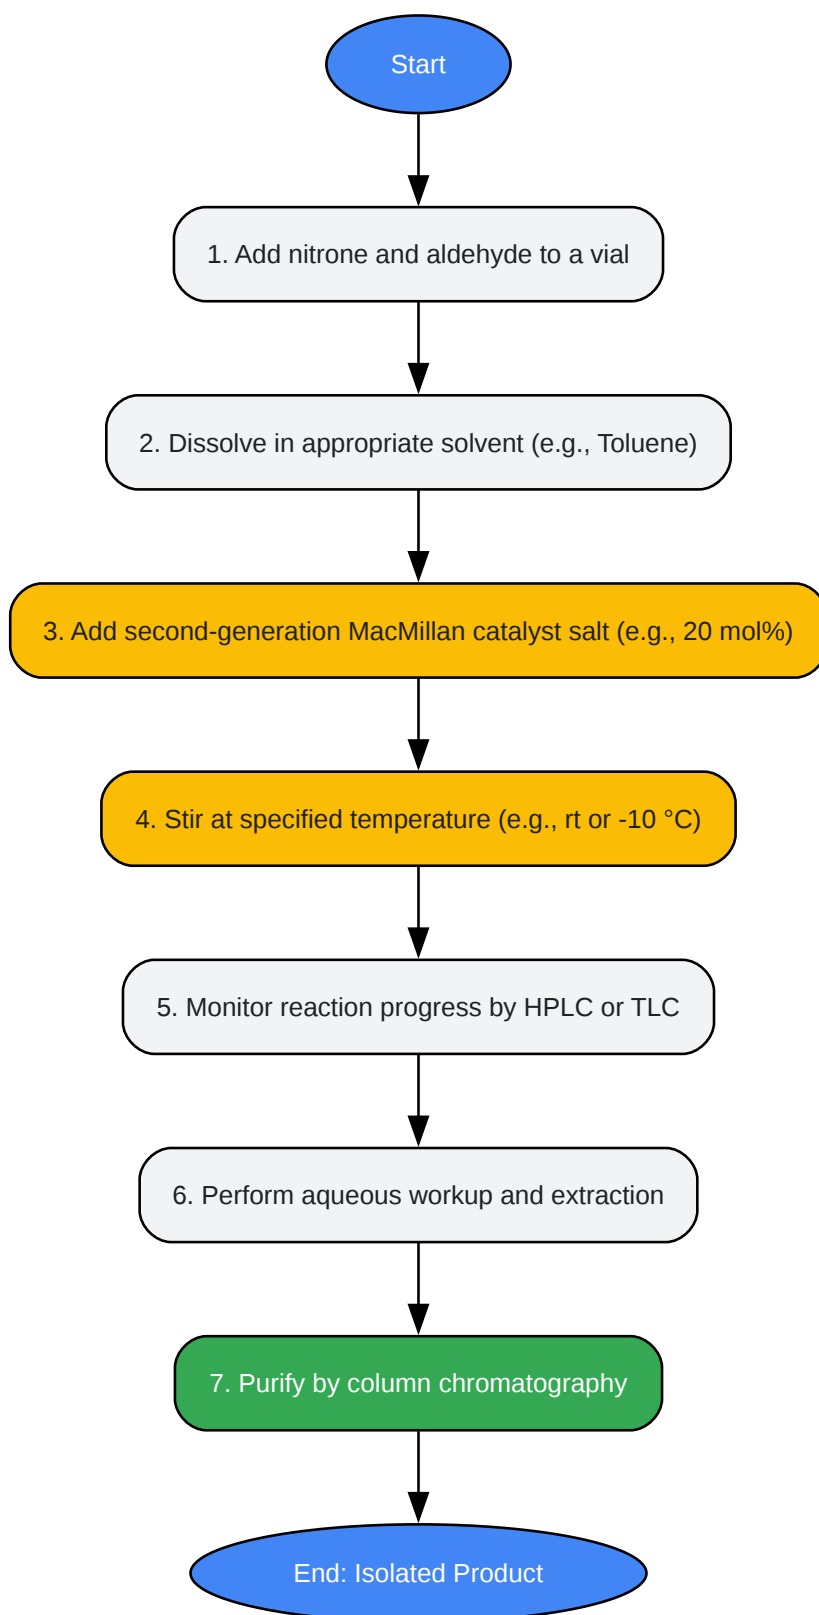 Start
1. Add nitrone and aldehyde to a vial
2. Dissolve in appropriate solvent (e.g., Toluene)
3. Add second-generation MacMillan catalyst salt (e.g., 20 mol%)
4. Stir at specified temperature (e.g., rt or -10 °C)
5. Monitor reaction progress by HPLC or TLC
6. Perform aqueous workup and extraction
7. Purify by column chromatography
End: Isolated Product